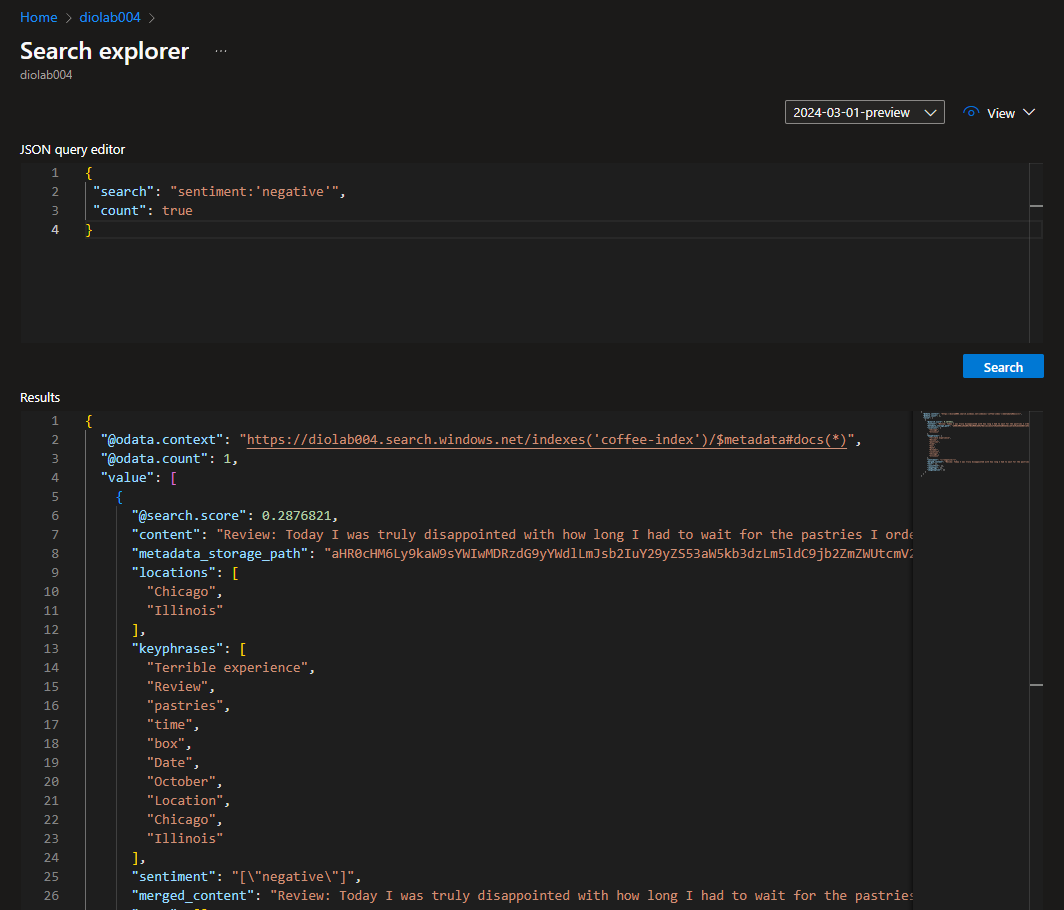 Home > diolab004 >
Search explorer ...
diolab004
2024-03-01-preview View
JSON query editor
1 {
2 "search": "sentiment:'negative'",
3 "count": true
4 }
Search
Results
1 {
2 "@odata.context": "https://diolab004.search.windows.net/indexes('coffee-index')/$metadata#docs(*)",
3 "@odata.count": 1,
4 "value": [
5 {
6 "@search.score": 0.2876821,
7 "content": "Review: Today I was truly disappointed with how long I had to wait for the pastries I orde
8 "metadata_storage_path": "aHR0cHM6Ly9kaW9sYWIwMDRzdG9yYWdlLmJsb2IuY29yZS53aW5kb3dzLm5ldC9jb2ZmZWUtcmV2
9 "locations": [
10 "Chicago",
11 "Illinois"
12 ],
13 "keyphrases": [
14 "Terrible experience",
15 "Review",
16 "pastries",
17 "time",
18 "box",
19 "Date",
20 "October",
21 "Location",
22 "Chicago",
23 "Illinois"
24 ],
25 "sentiment": "[\"negative\"]",
26 "merged_content": "Review: Today I was truly disappointed with how long I had to wait for the pastries